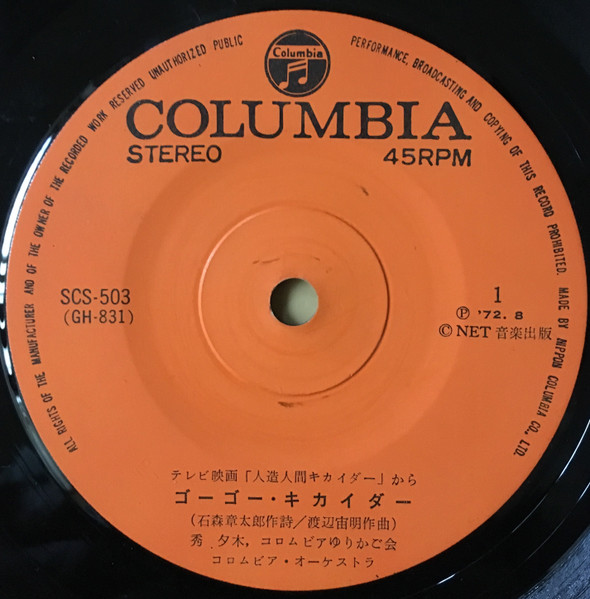 ALL RIGHTS OF THE MANUFACTURER AND OF THE OWNER OF THE RECORDED WORK RESERVED UNAUTHORIZED PUBLIC PERFORMANCE, BROADCASTING AND COPYING OF THIS RECORD PROHIBITED. MADE BY NIPPON COLUMBIA CO., LTD.
Columbia
COLUMBIA
STEREO 45RPM
SCS-503
(GH-831)
1
Ⓟ '72. 8
© NET 音楽出版
テレビ映画「人造人間キカイダー」から
ゴーゴー・キカイダー
(石森章太郎作詩/渡辺宙明作曲)
秀 夕木, コロムビアゆりかご会
コロムビア・オーケストラ